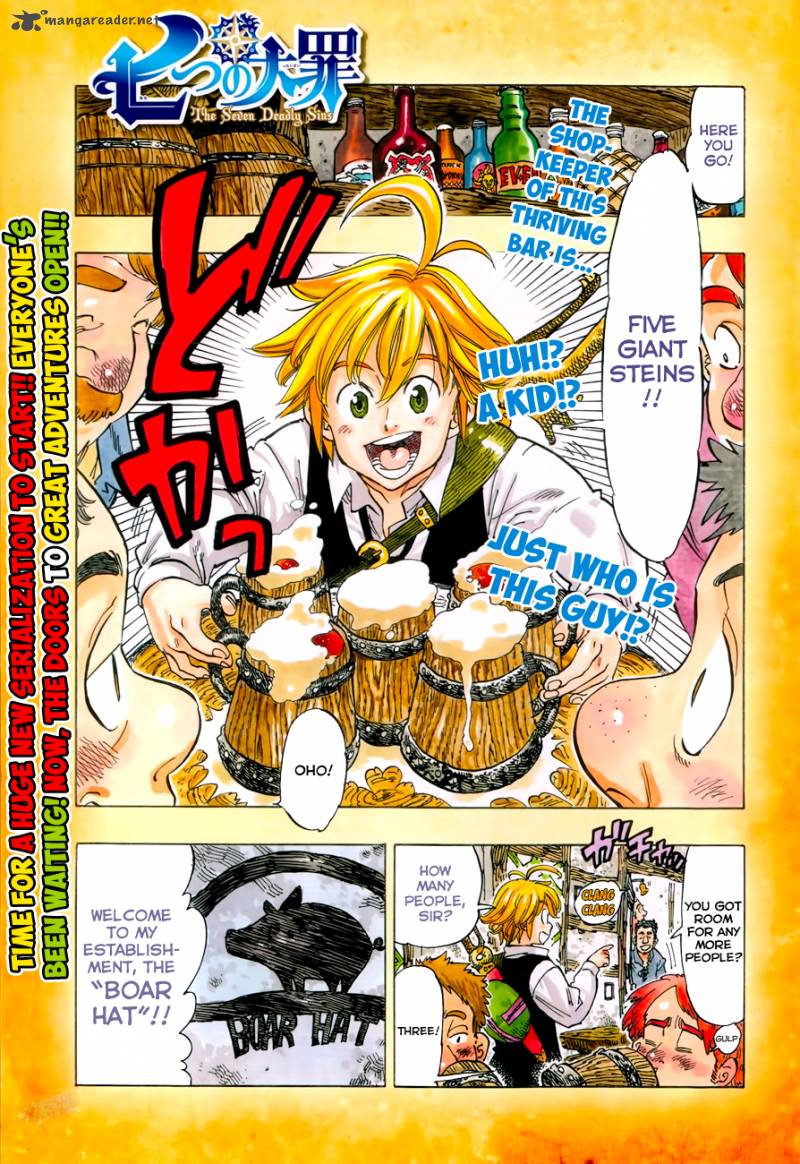 mangareader.net
七つの大罪
The Seven Deadly Sins
HERE
YOU
GO!
THE
SHOP-
KEEPER
OF THIS
THRIVING
BAR IS...
FIVE
GIANT
STEINS
!!
HUH!?
A KID!?
どかっ
JUST WHO IS
THIS GUY!?
OHO!
TIME FOR A HUGE NEW SERIALIZATION TO START!! EVERYONE'S
BEEN WAITING! NOW, THE DOORS TO GREAT ADVENTURES OPEN!!
YOU GOT
ROOM
FOR ANY
MORE
PEOPLE?
CLANG
CLANG
HOW
MANY
PEOPLE,
SIR?
THREE!
GULP
WELCOME
TO MY
ESTABLISH-
MENT, THE
"BOAR
HAT"!!
BOAR HAT